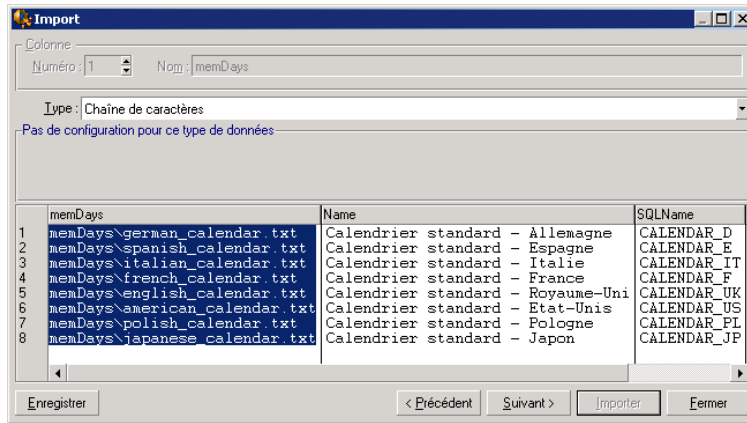 Import
Colonne
Numéro : 1 Nom : memDays
Type : Chaîne de caractères
Pas de configuration pour ce type de données
memDays Name SQLName
1 memDays\german_calendar.txt Calendrier standard - Allemagne CALENDAR_D
2 memDays\spanish_calendar.txt Calendrier standard - Espagne CALENDAR_E
3 memDays\italian_calendar.txt Calendrier standard - Italie CALENDAR_IT
4 memDays\french_calendar.txt Calendrier standard - France CALENDAR_F
5 memDays\english_calendar.txt Calendrier standard - Royaume-Uni CALENDAR_UK
6 memDays\american_calendar.txt Calendrier standard - Etat-Unis CALENDAR_US
7 memDays\polish_calendar.txt Calendrier standard - Pologne CALENDAR_PL
8 memDays\japanese_calendar.txt Calendrier standard - Japon CALENDAR_JP
Enregistrer < Précédent Suivant > Importer Fermer